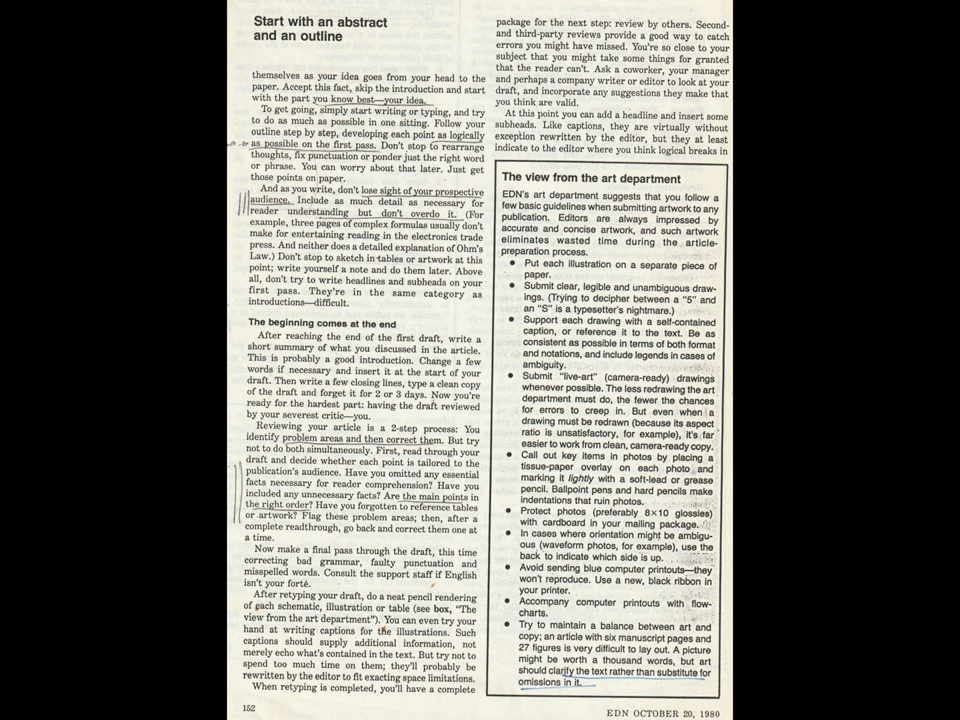 Start with an abstract
and an outline
themselves as your idea goes from your head to the
paper. Accept this fact, skip the introduction and start
with the part you know best—your idea.
To get going, simply start writing or typing, and try
to do as much as possible in one sitting. Follow your
outline step by step, developing each point as logically
as possible on the first pass. Don't stop to rearrange
thoughts, fix punctuation or ponder just the right word
or phrase. You can worry about that later. Just get
those points on paper.
And as you write, don't lose sight of your prospective
audience. Include as much detail as necessary for
reader understanding but don't overdo it. (For
example, three pages of complex formulas usually don't
make for entertaining reading in the electronics trade
press. And neither does a detailed explanation of Ohm's
Law.) Don't stop to sketch in tables or artwork at this
point; write yourself a note and do them later. Above
all, don't try to write headlines and subheads on your
first pass. They're in the same category as
introductions—difficult.
The beginning comes at the end
After reaching the end of the first draft, write a
short summary of what you discussed in the article.
This is probably a good introduction. Change a few
words if necessary and insert it at the start of your
draft. Then write a few closing lines, type a clean copy
of the draft and forget it for 2 or 3 days. Now you're
ready for the hardest part: having the draft reviewed
by your severest critic—you.
Reviewing your article is a 2-step process: You
identify problem areas and then correct them. But try
not to do both simultaneously. First, read through your
draft and decide whether each point is tailored to the
publication's audience. Have you omitted any essential
facts necessary for reader comprehension? Have you
included any unnecessary facts? Are the main points in
the right order? Have you forgotten to reference tables
or artwork? Flag these problem areas; then, after a
complete readthrough, go back and correct them one at
a time.
Now make a final pass through the draft, this time
correcting bad grammar, faulty punctuation and
misspelled words. Consult the support staff if English
isn't your forté.
After retyping your draft, do a neat pencil rendering
of each schematic, illustration or table (see box, "The
view from the art department"). You can even try your
hand at writing captions for the illustrations. Such
captions should supply additional information, not
merely echo what's contained in the text. But try not to
spend too much time on them; they'll probably be
rewritten by the editor to fit exacting space limitations.
When retyping is completed, you'll have a complete
package for the next step: review by others. Second-
and third-party reviews provide a good way to catch
errors you might have missed. You're so close to your
subject that you might take some things for granted
that the reader can't. Ask a coworker, your manager
and perhaps a company writer or editor to look at your
draft, and incorporate any suggestions they make that
you think are valid.
At this point you can add a headline and insert some
subheads. Like captions, they are virtually without
exception rewritten by the editor, but they at least
indicate to the editor where you think logical breaks in
The view from the art department
EDN's art department suggests that you follow a
few basic guidelines when submitting artwork to any
publication. Editors are always impressed by
accurate and concise artwork, and such artwork
eliminates wasted time during the article-
preparation process.
• Put each illustration on a separate piece of
paper.
• Submit clear, legible and unambiguous draw-
ings. (Trying to decipher between a "5" and
an "S" is a typesetter's nightmare.)
• Support each drawing with a self-contained
caption, or reference it to the text. Be as
consistent as possible in terms of both format
and notations, and include legends in cases of
ambiguity.
• Submit "live-art" (camera-ready) drawings
whenever possible. The less redrawing the art
department must do, the fewer the chances
for errors to creep in. But even when a
drawing must be redrawn (because its aspect
ratio is unsatisfactory, for example), it's far
easier to work from clean, camera-ready copy.
• Call out key items in photos by placing a
tissue-paper overlay on each photo and
marking it lightly with a soft-lead or grease
pencil. Ballpoint pens and hard pencils make
indentations that ruin photos.
• Protect photos (preferably 8×10 glossies)
with cardboard in your mailing package.
• In cases where orientation might be ambigu-
ous (waveform photos, for example), use the
back to indicate which side is up.
• Avoid sending blue computer printouts—they
won't reproduce. Use a new, black ribbon in
your printer.
• Accompany computer printouts with flow-
charts.
• Try to maintain a balance between art and
copy; an article with six manuscript pages and
27 figures is very difficult to lay out. A picture
might be worth a thousand words, but art
should clarify the text rather than substitute for
omissions in it.
152
EDN OCTOBER 20, 1980